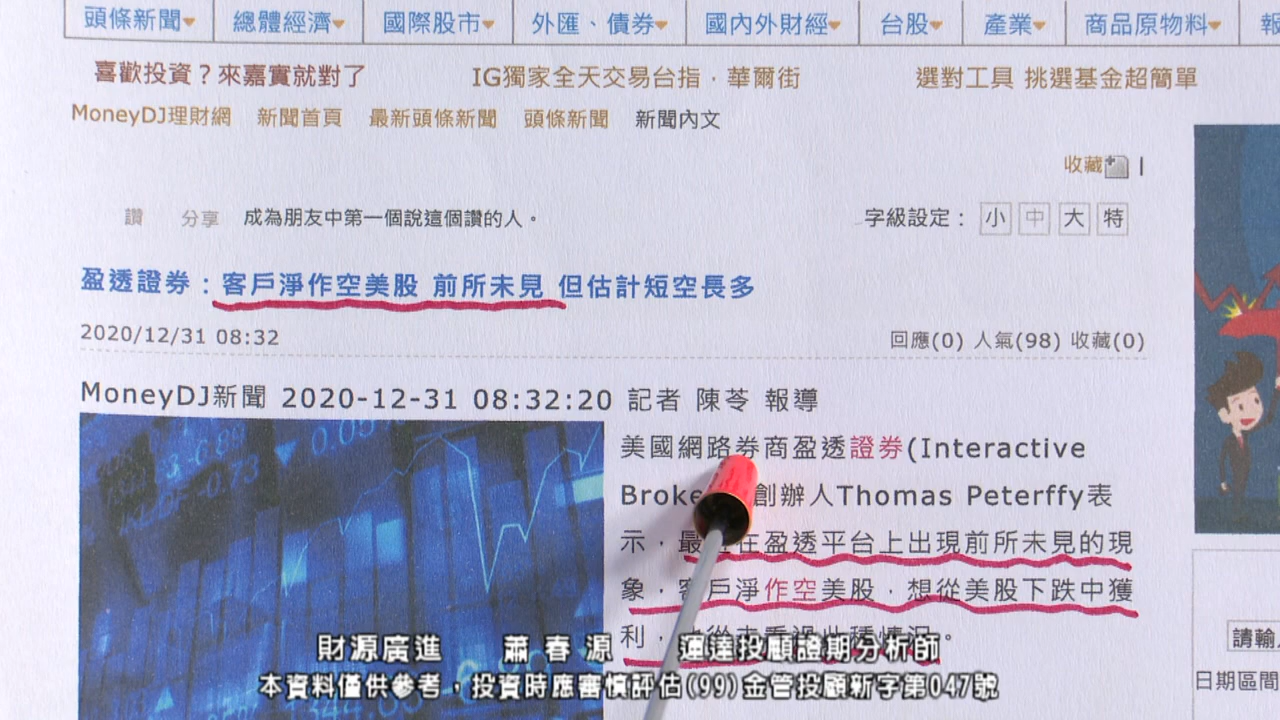 頭條新聞 總體經濟 國際股市 外匯、債券 國內外財經 台股 產業 商品原物料 報
喜歡投資？來嘉實就對了 IG獨家全天交易台指，華爾街 選對工具 挑選基金超簡單
MoneyDJ理財網 新聞首頁 最新頭條新聞 頭條新聞 新聞內文
收藏 |
讚 分享 成為朋友中第一個說這個讚的人。 字級設定： 小 中 大 特
盈透證券：客戶淨作空美股 前所未見 但估計短空長多
2020/12/31 08:32 回應(0) 人氣(98) 收藏(0)
MoneyDJ新聞 2020-12-31 08:32:20 記者 陳苓 報導
美國網路券商盈透證券(Interactive
Broke 創辦人Thomas Peterffy表
示，最 在盈透平台上出現前所未見的現
象，客戶淨作空美股，想從美股下跌中獲
利，
請輸
日期區間
財源廣進 蕭春源 運達投顧證期分析師
本資料僅供參考，投資時應審慎評估(99)金管投顧新字第047號